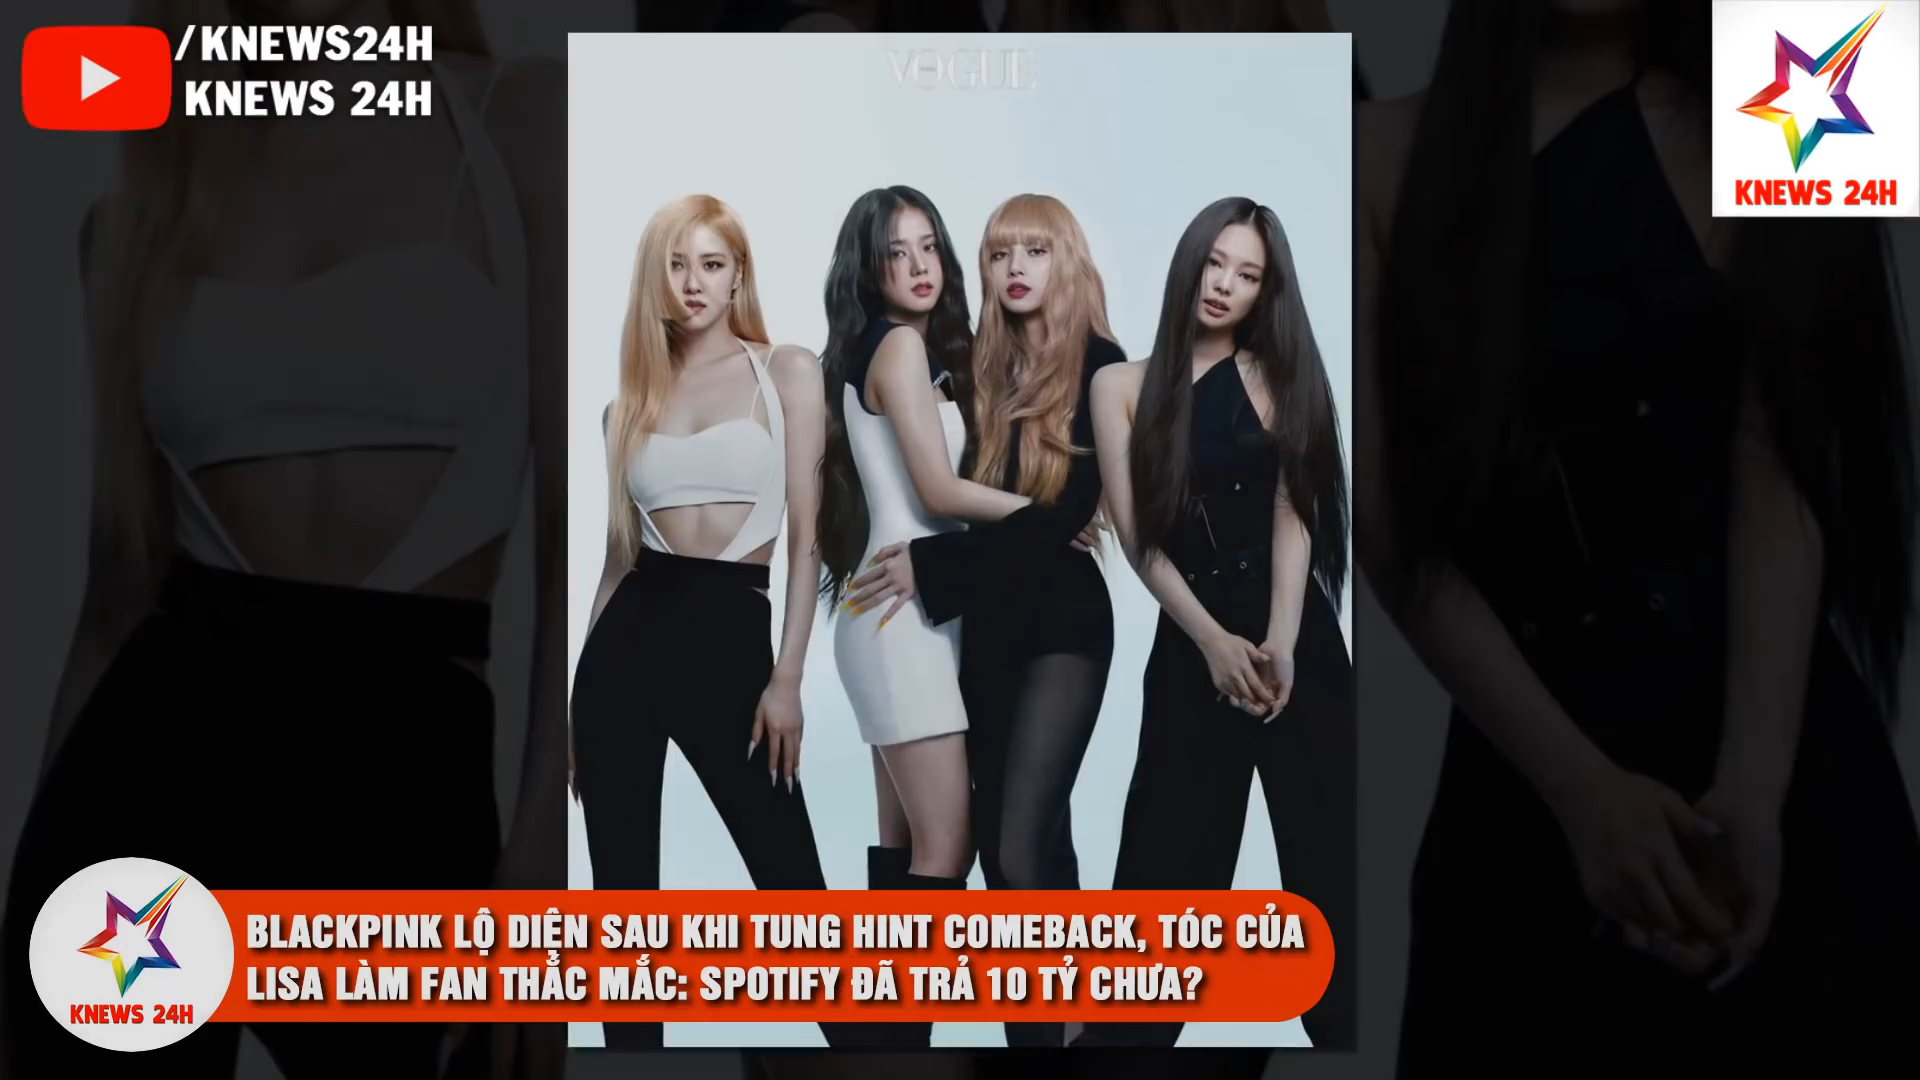 /KNEWS24H
KNEWS 24H
VOGUE
KNEWS 24H
BLACKPINK LỘ DIỆN SAU KHI TUNG HINT COMEBACK, TÓC CỦA
LISA LÀM FAN THẮC MẮC: SPOTIFY ĐÃ TRẢ 10 TỶ CHƯA?
KNEWS 24H